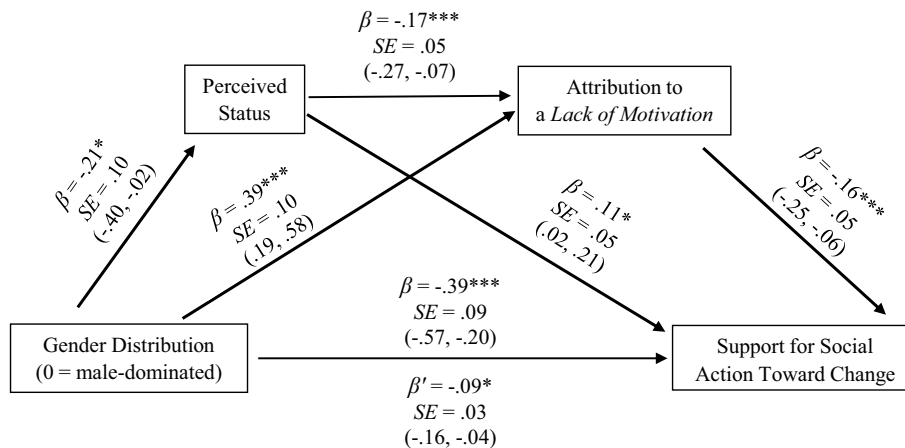 β = -.17***
SE = .05
(-.27, -.07)
Perceived
Status
Attribution to
a Lack of Motivation
β = -.21*
SE = .10
(-.40, -.02)
β = .39***
SE = .10
(.19, .58)
β = .11*
SE = .05
(.02, .21)
β = -.16***
SE = .05
(-.25, -.06)
β = -.39***
SE = .09
(-.57, -.20)
Gender Distribution
(0 = male-dominated)
Support for Social
Action Toward Change
β' = -.09*
SE = .03
(-.16, -.04)